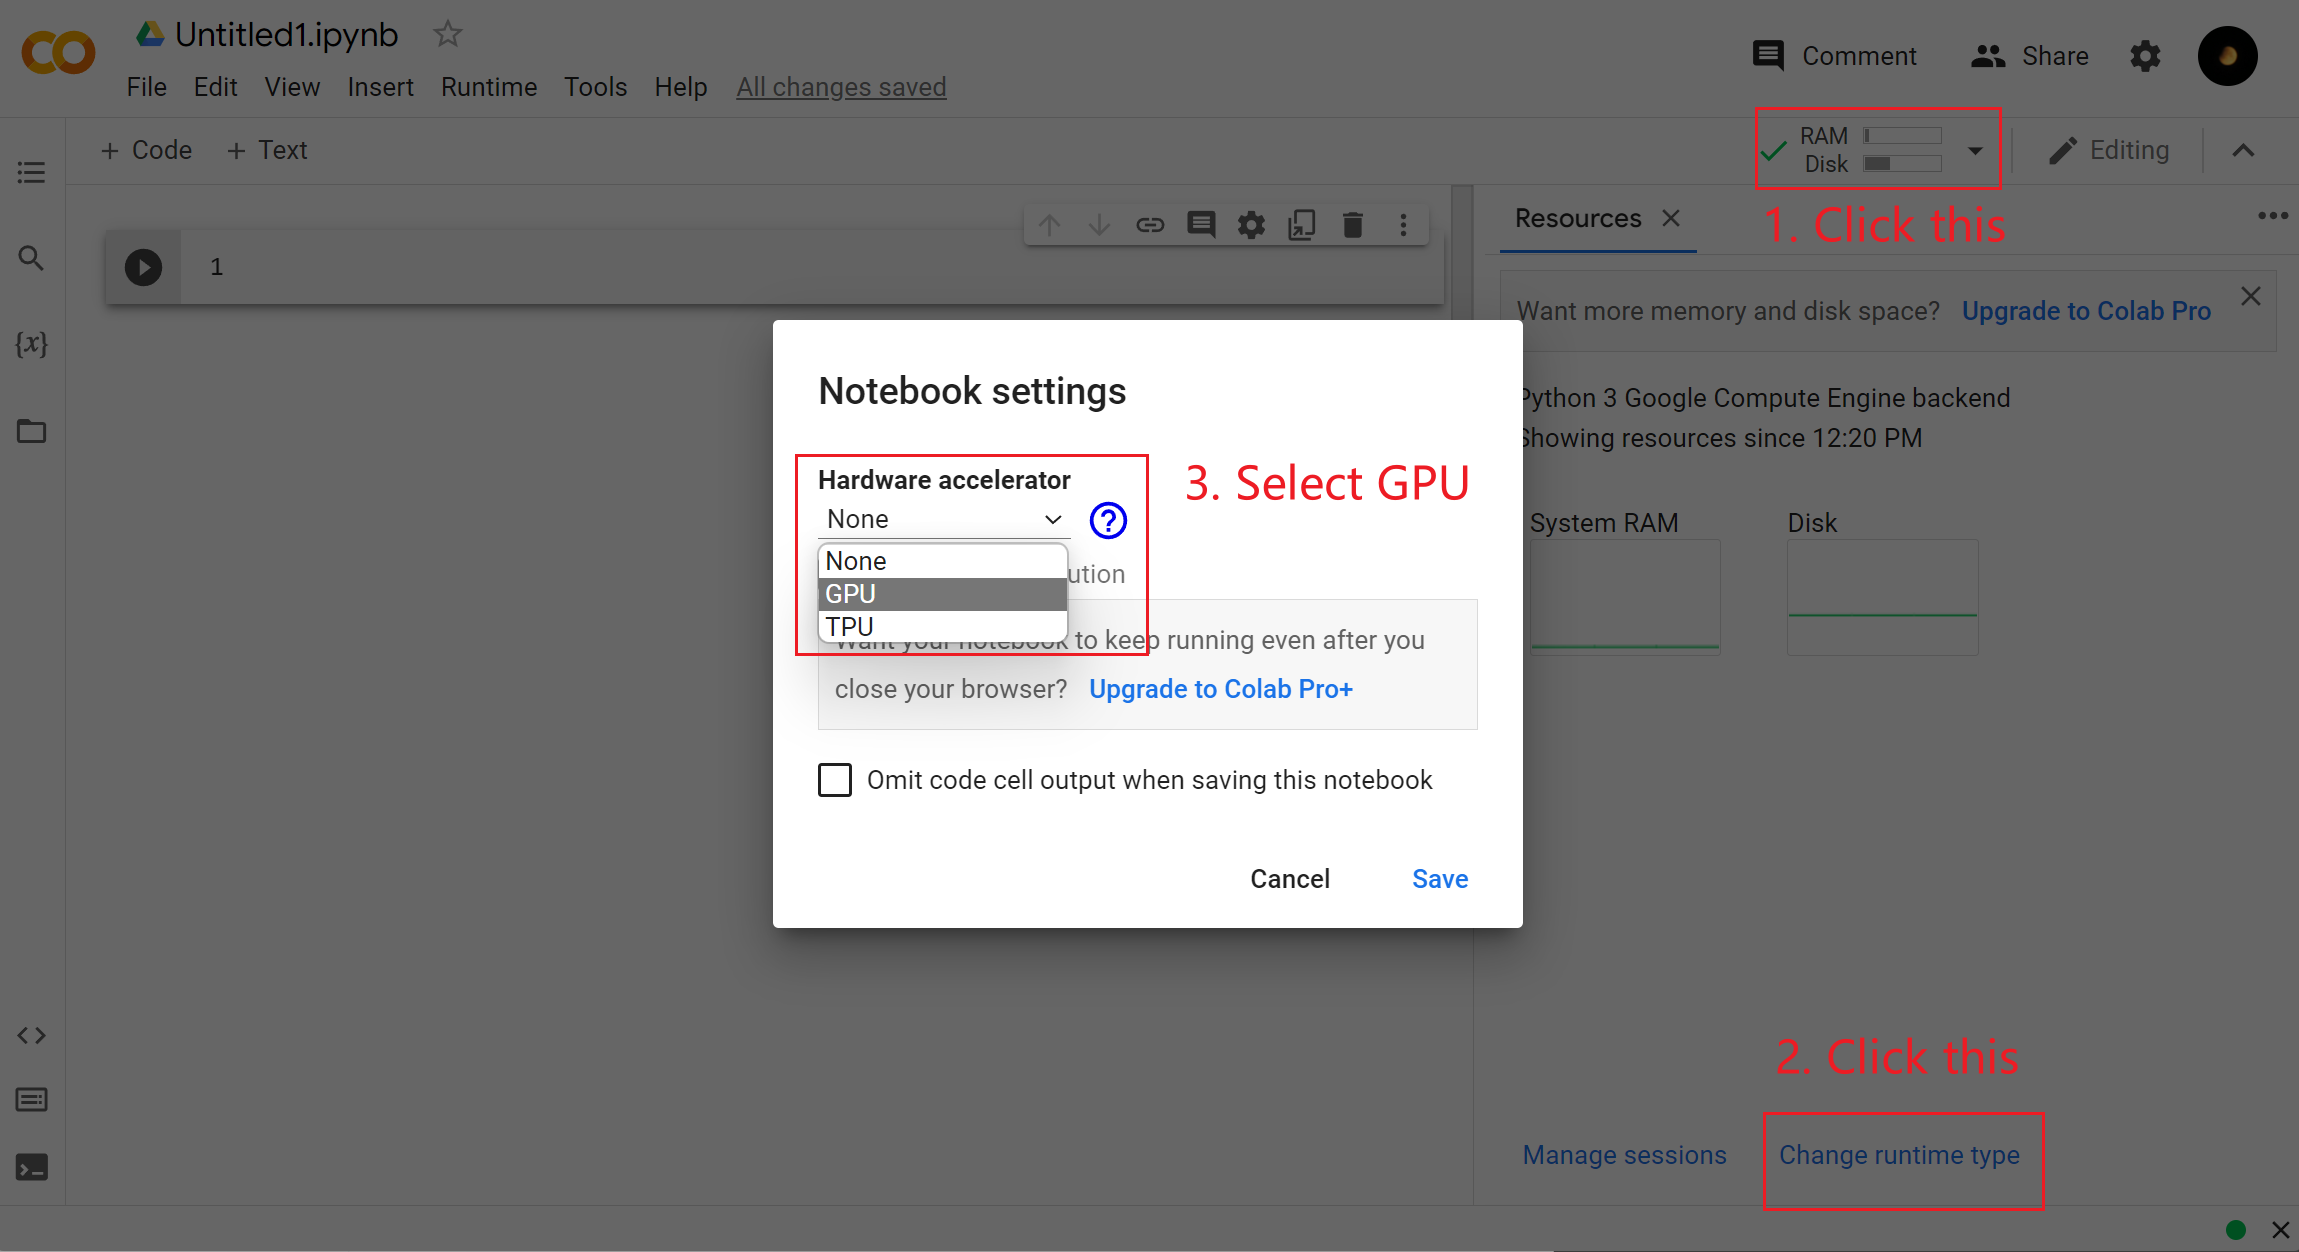 Untitled1.ipynb
File Edit View Insert Runtime Tools Help All changes saved
Comment Share
+ Code + Text
RAM
Disk
Editing
1. Click this
Resources
1
Want more memory and disk space? Upgrade to Colab Pro
Python 3 Google Compute Engine backend
Showing resources since 12:20 PM
System RAM Disk
Notebook settings
Hardware accelerator
3. Select GPU
None
None
GPU
TPU
ution
Want your notebook to keep running even after you
close your browser? Upgrade to Colab Pro+
Omit code cell output when saving this notebook
Cancel Save
2. Click this
Manage sessions Change runtime type